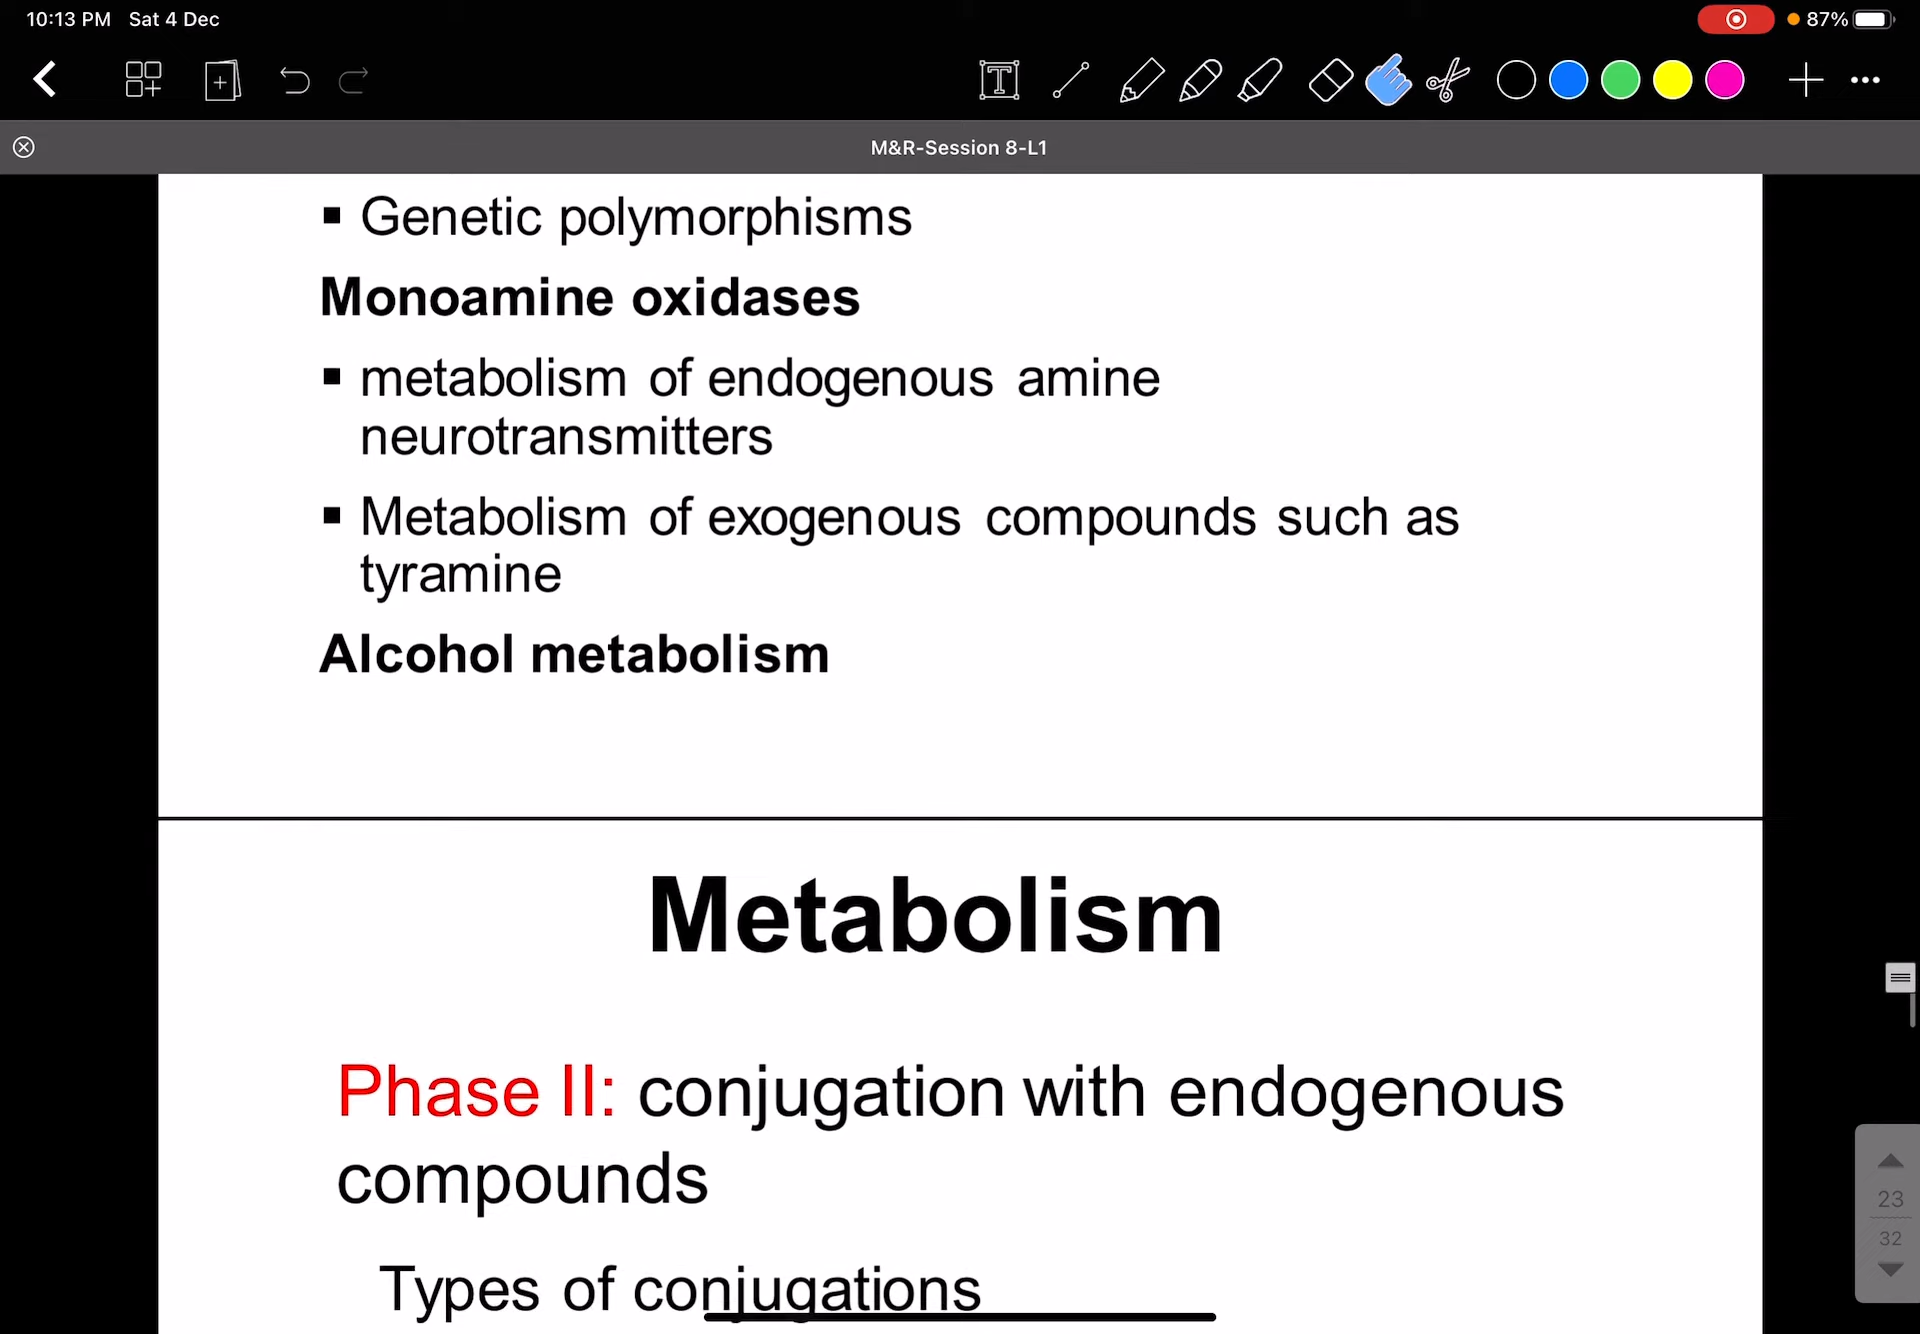 10:13 PM Sat 4 Dec
87%
T
M&R-Session 8-L1
▪ Genetic polymorphisms
Monoamine oxidases
▪ metabolism of endogenous amine
neurotransmitters
▪ Metabolism of exogenous compounds such as
tyramine
Alcohol metabolism
Metabolism
Phase II: conjugation with endogenous
compounds
Types of conjugations
23
32